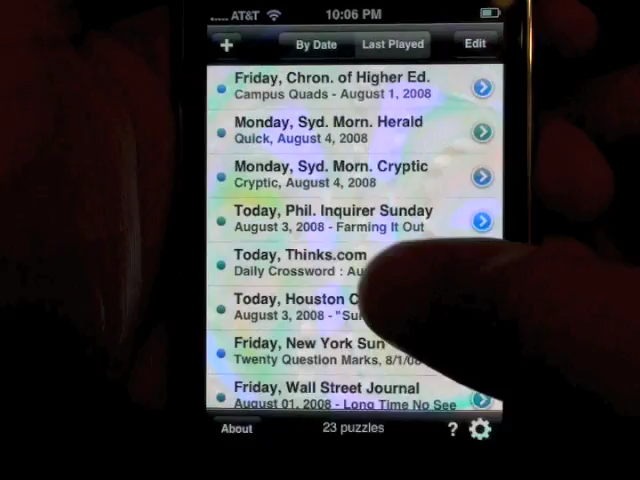 AT&T 10:06 PM
+ By Date Last Played Edit
Friday, Chron. of Higher Ed.
Campus Quads - August 1, 2008
Monday, Syd. Morn. Herald
Quick, August 4, 2008
Monday, Syd. Morn. Cryptic
Cryptic, August 4, 2008
Today, Phil. Inquirer Sunday
August 3, 2008 - Farming It Out
Today, Thinks.com
Daily Crossword : Au
Today, Houston C
August 3, 2008 - "Su
Friday, New York Sun
Twenty Question Marks, 8/1/08
Friday, Wall Street Journal
August 01, 2008 - Long Time No See
About 23 puzzles ?